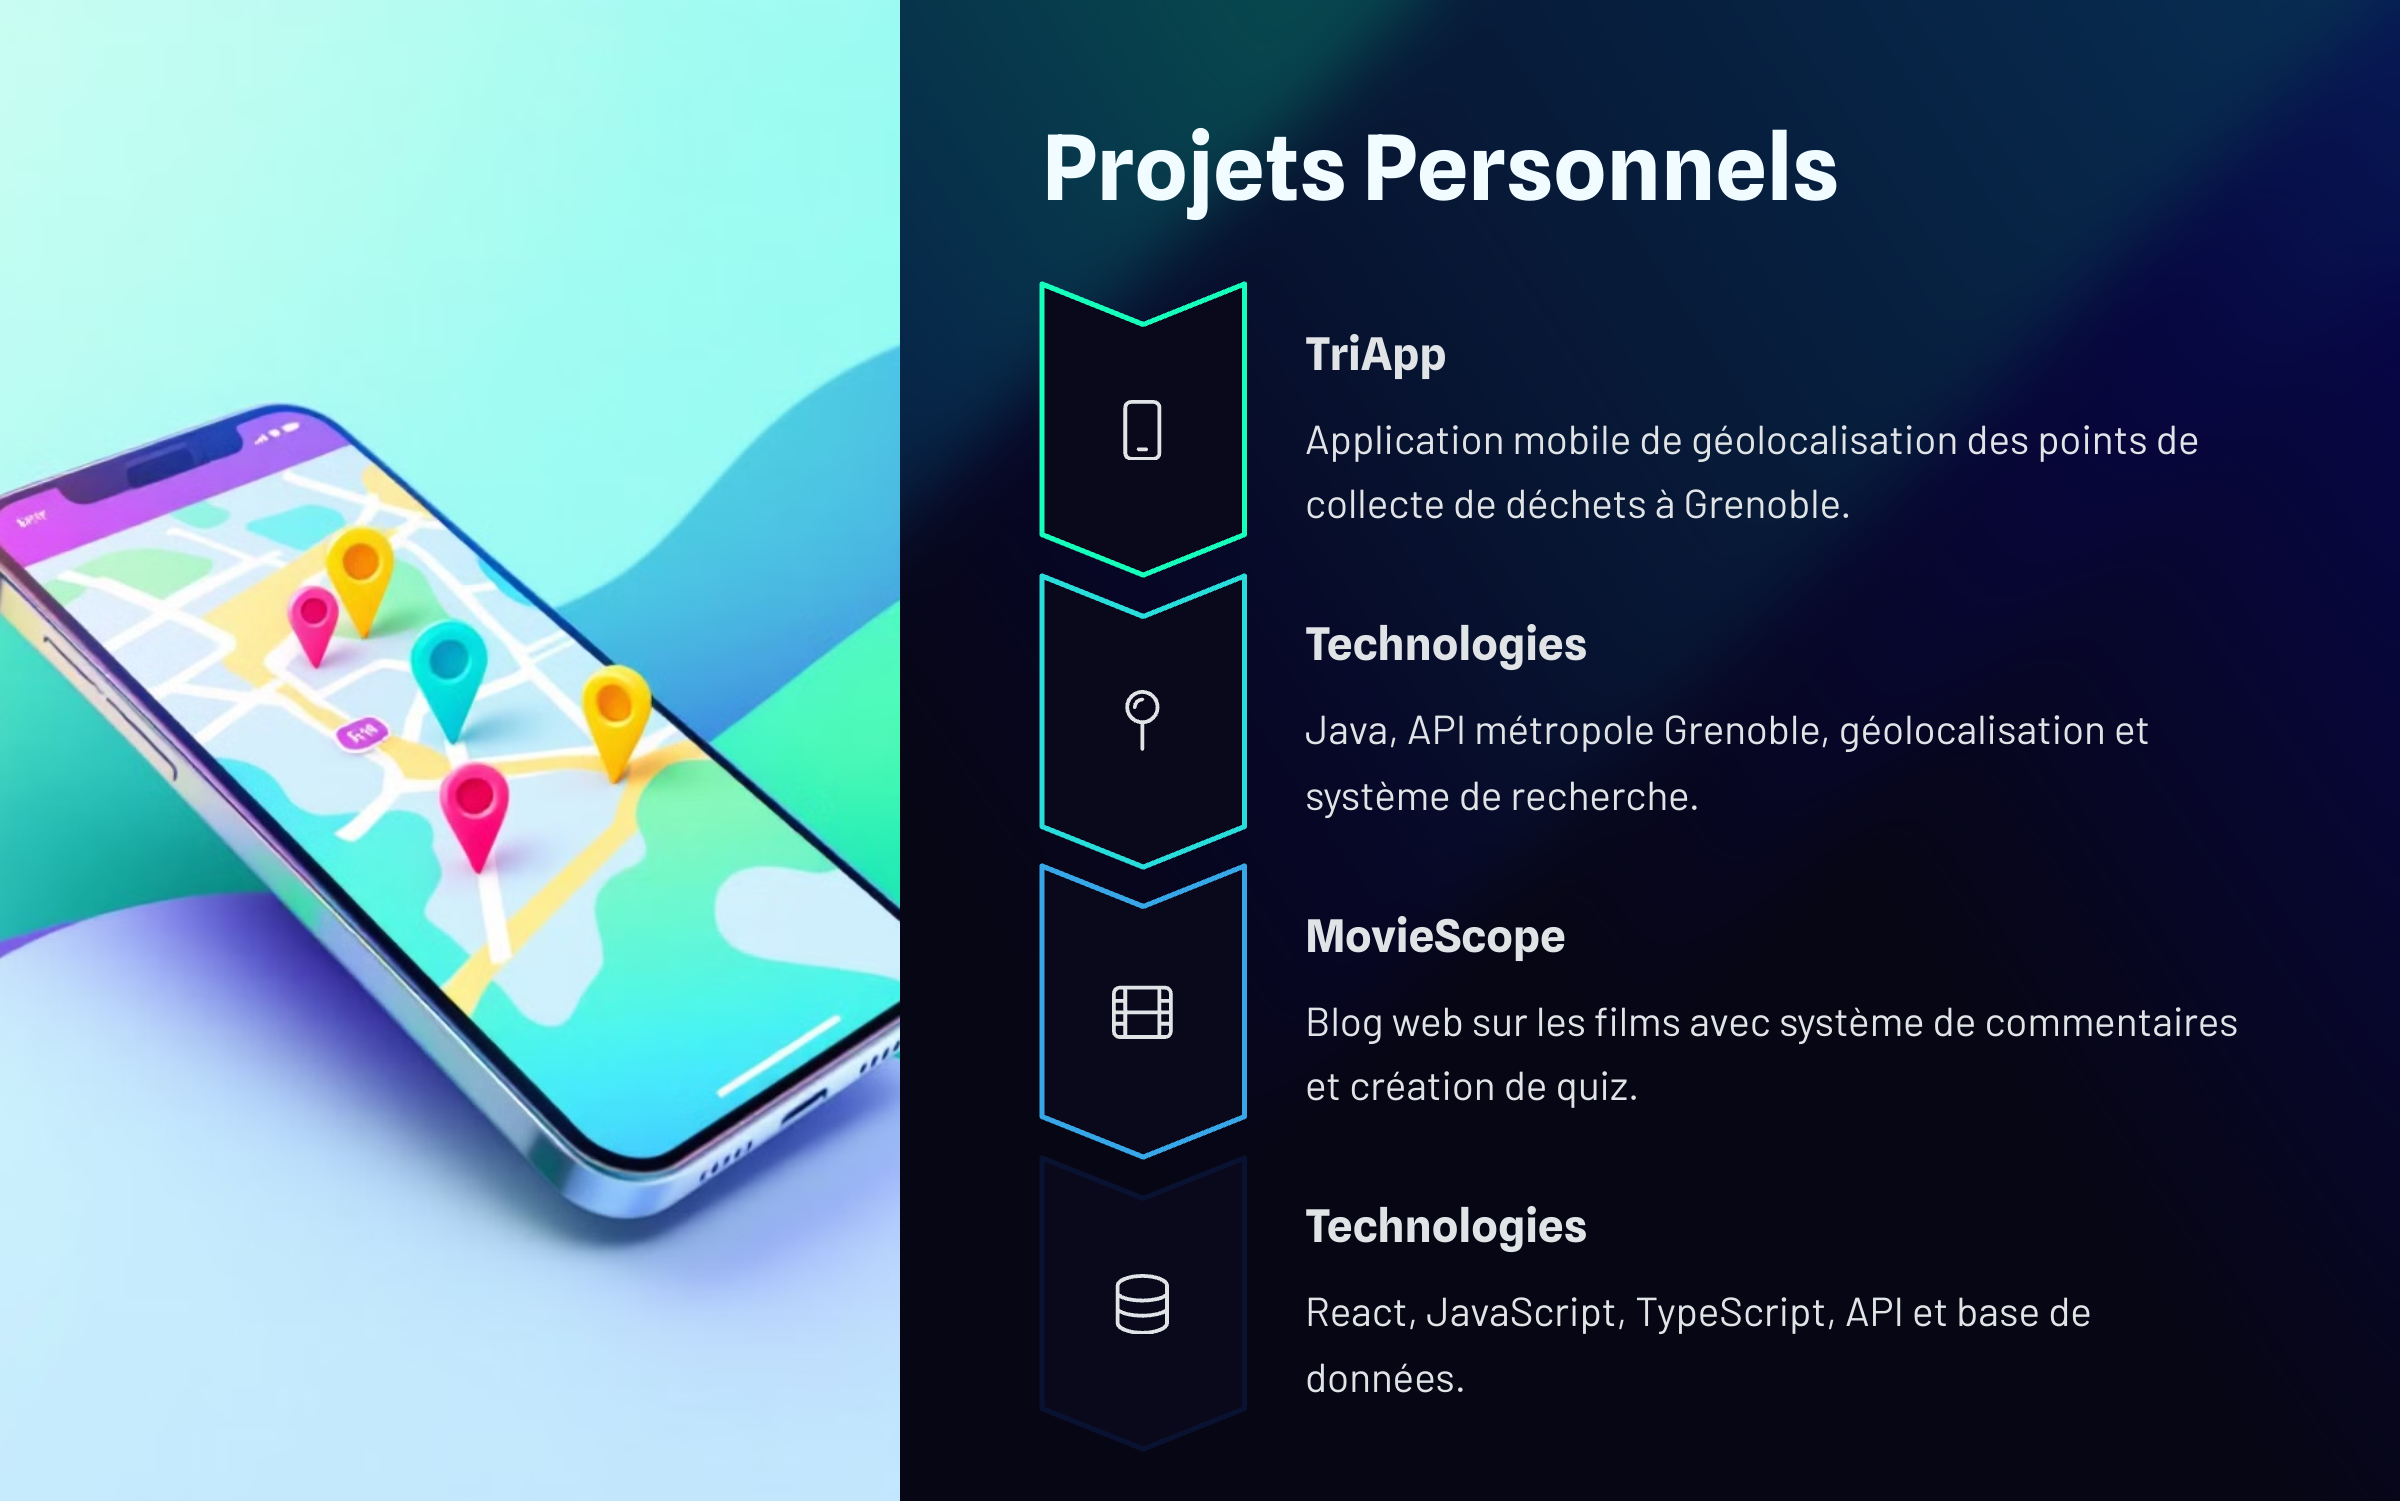 Projets Personnels
TriApp
Application mobile de géolocalisation des points de
collecte de déchets à Grenoble.
Technologies
Java, API métropole Grenoble, géolocalisation et
système de recherche.
MovieScope
Blog web sur les films avec système de commentaires
et création de quiz.
Technologies
React, JavaScript, TypeScript, API et base de
données.